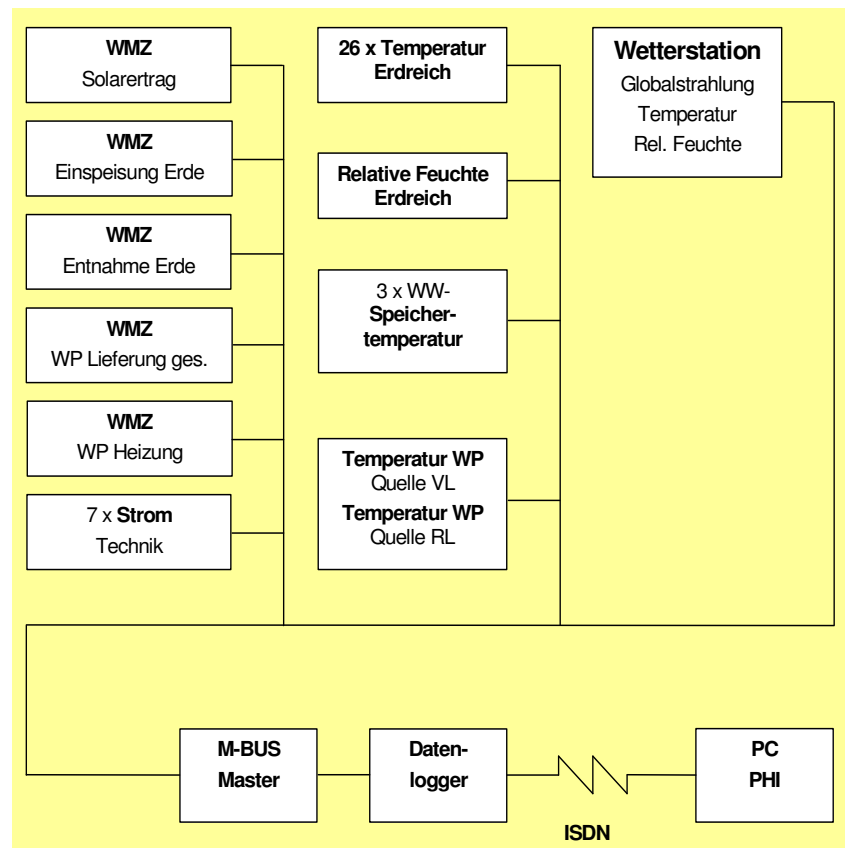 WMZ
Solarertrag
WMZ
Einspeisung Erde
WMZ
Entnahme Erde
WMZ
WP Lieferung ges.
WMZ
WP Heizung
7 x Strom
Technik
26 x Temperatur
Erdreich
Relative Feuchte
Erdreich
3 x WW-
Speicher-
temperatur
Temperatur WP
Quelle VL
Temperatur WP
Quelle RL
Wetterstation
Globalstrahlung
Temperatur
Rel. Feuchte
M-BUS
Master
Daten-
logger
ISDN
PC
PHI